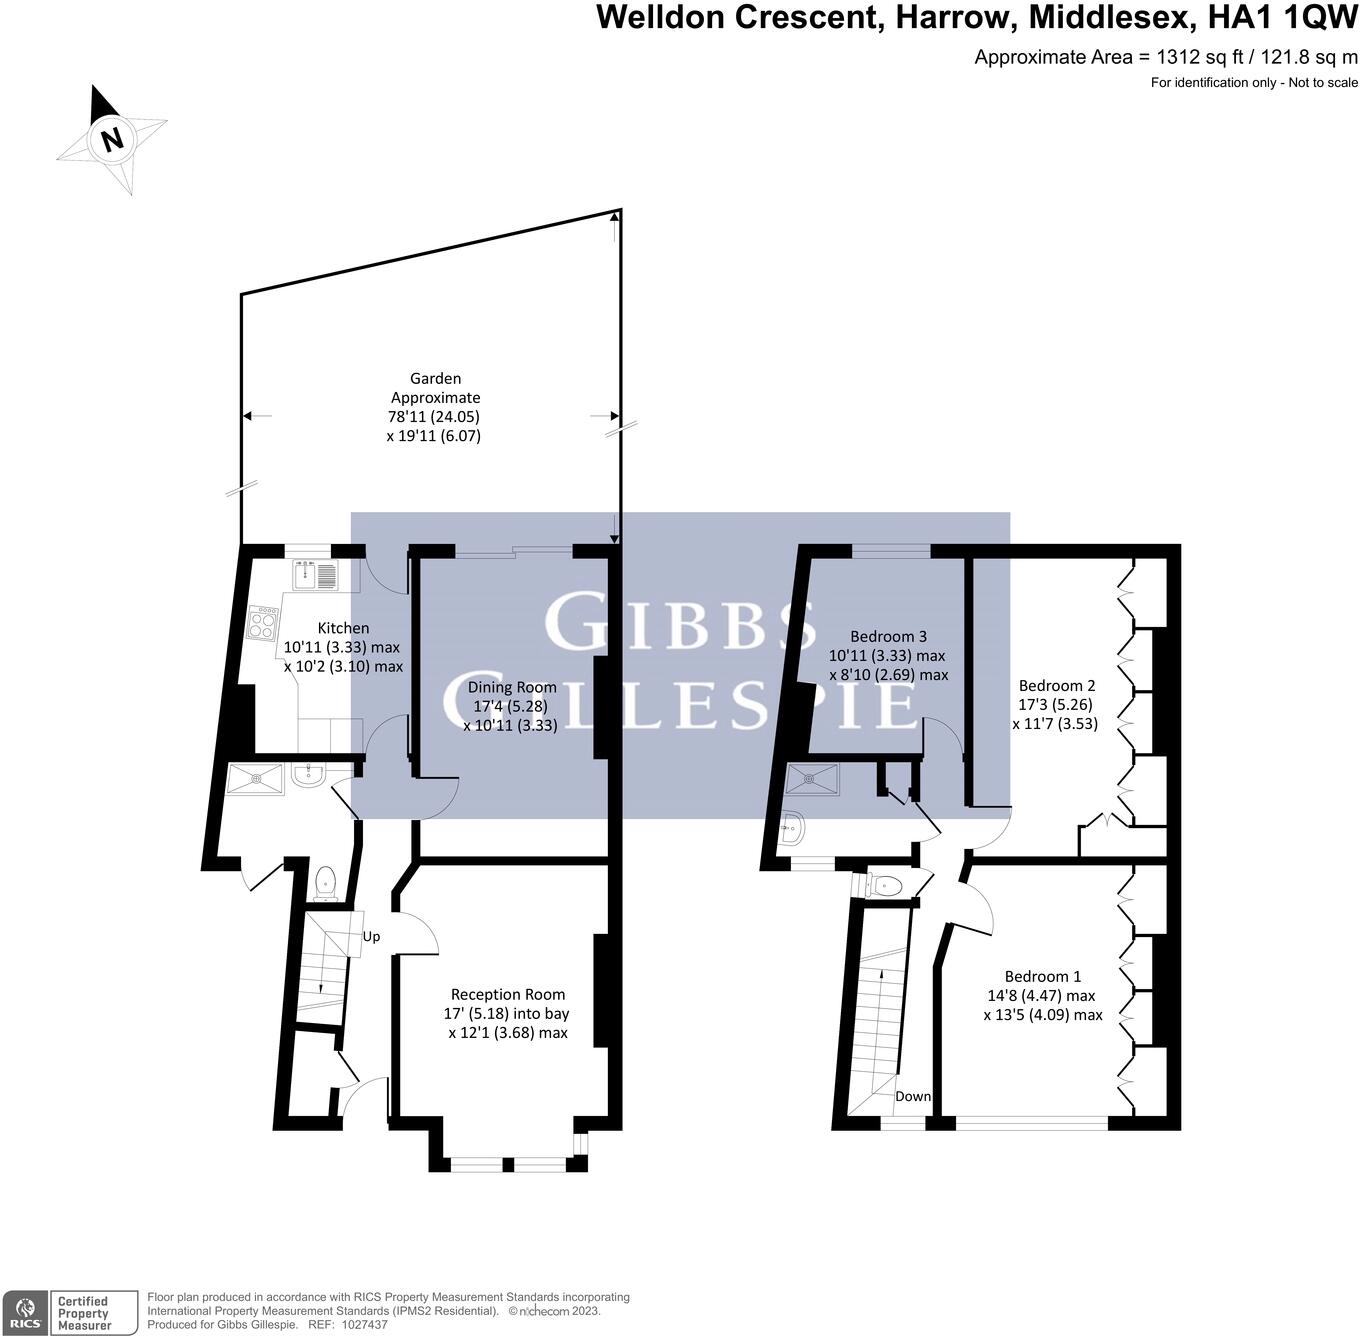 Welldon Crescent, Harrow, Middlesex, HA1 1QW
Approximate Area = 1312 sq ft / 121.8 sq m
For identification only - Not to scale
N
Garden
Approximate
78'11 (24.05)
x 19'11 (6.07)
GIBBS
GILLESPIE
Kitchen
10'11 (3.33) max
x 10'2 (3.10) max
Dining Room
17'4 (5.28)
x 10'11 (3.33)
Bedroom 3
10'11 (3.33) max
x 8'10 (2.69) max
Bedroom 2
17'3 (5.26)
x 11'7 (3.53)
Up
Reception Room
17' (5.18) into bay
x 12'1 (3.68) max
Bedroom 1
14'8 (4.47) max
x 13'5 (4.09) max
Down
RICS
Certified
Property
Measurer
Floor plan produced in accordance with RICS Property Measurement Standards incorporating
International Property Measurement Standards (IPMS2 Residential). © nichecom 2023.
Produced for Gibbs Gillespie. REF: 1027437